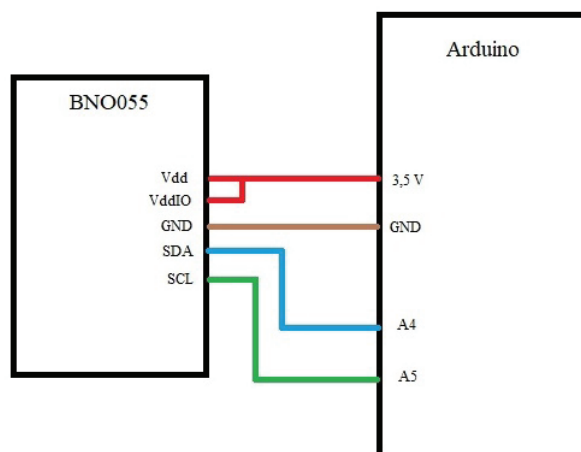 Arduino
BNO055
Vdd
3,5 V
VddIO
GND
GND
SDA
SCL
A4
A5